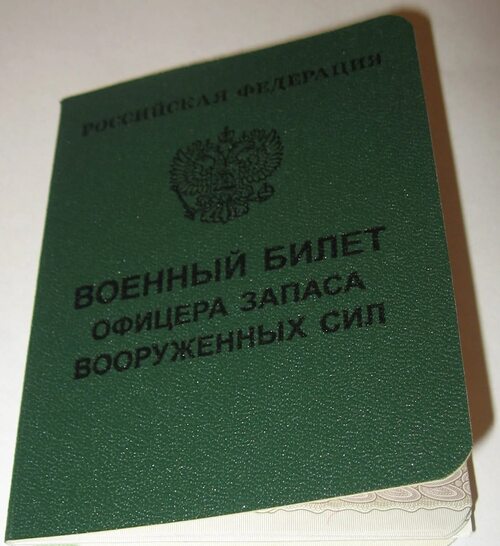 РОССИЙСКАЯ ФЕДЕРАЦИЯ
ВОЕННЫЙ БИЛЕТ
ОФИЦЕРА ЗАПАСА
ВООРУЖЕННЫХ СИЛ